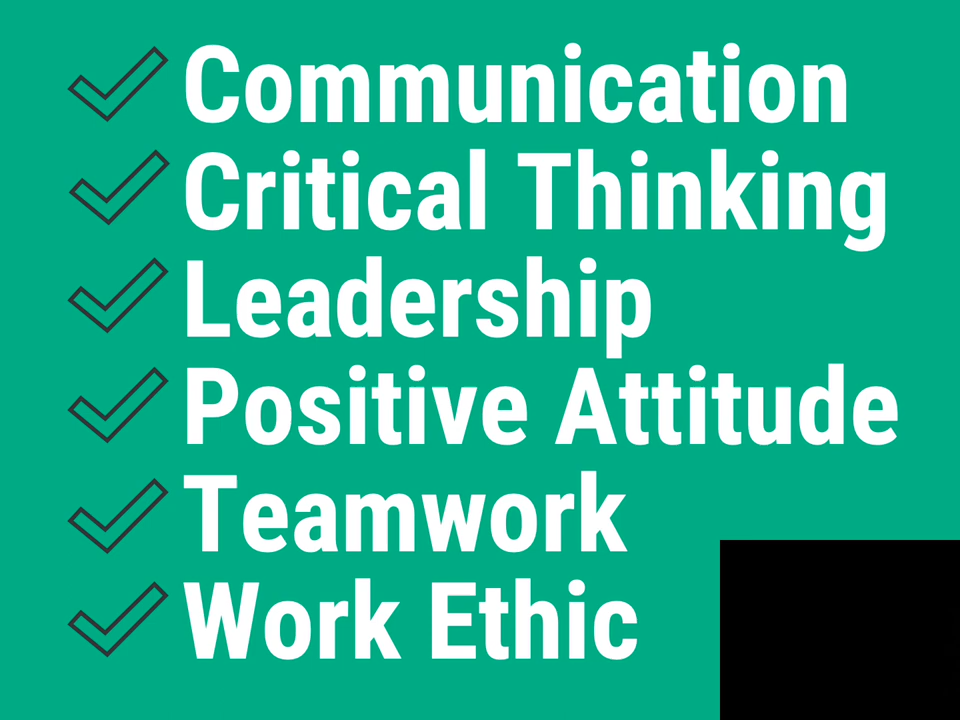 Communication
Critical Thinking
Leadership
Positive Attitude
Teamwork
Work Ethic